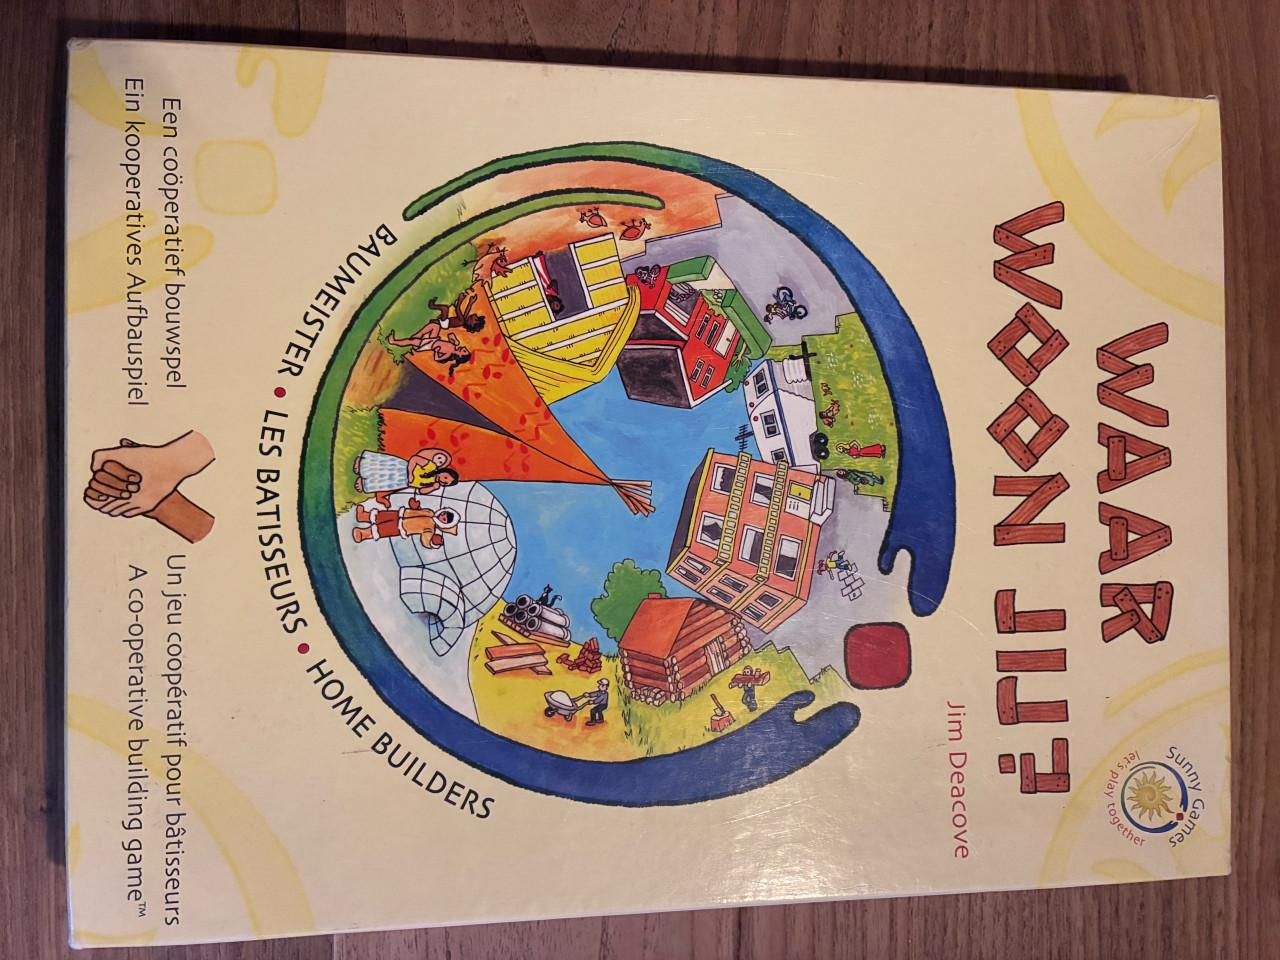 WAAR
WOON JIJ?
Sunny Games
let's play together
Jim Deacove
BAUMEISTER • LES BATISSEURS • HOME BUILDERS
Een coöperatief bouwspel
Ein kooperatives Aufbauspiel
Un jeu coopératif pour bâtisseurs
A co-operative building game™